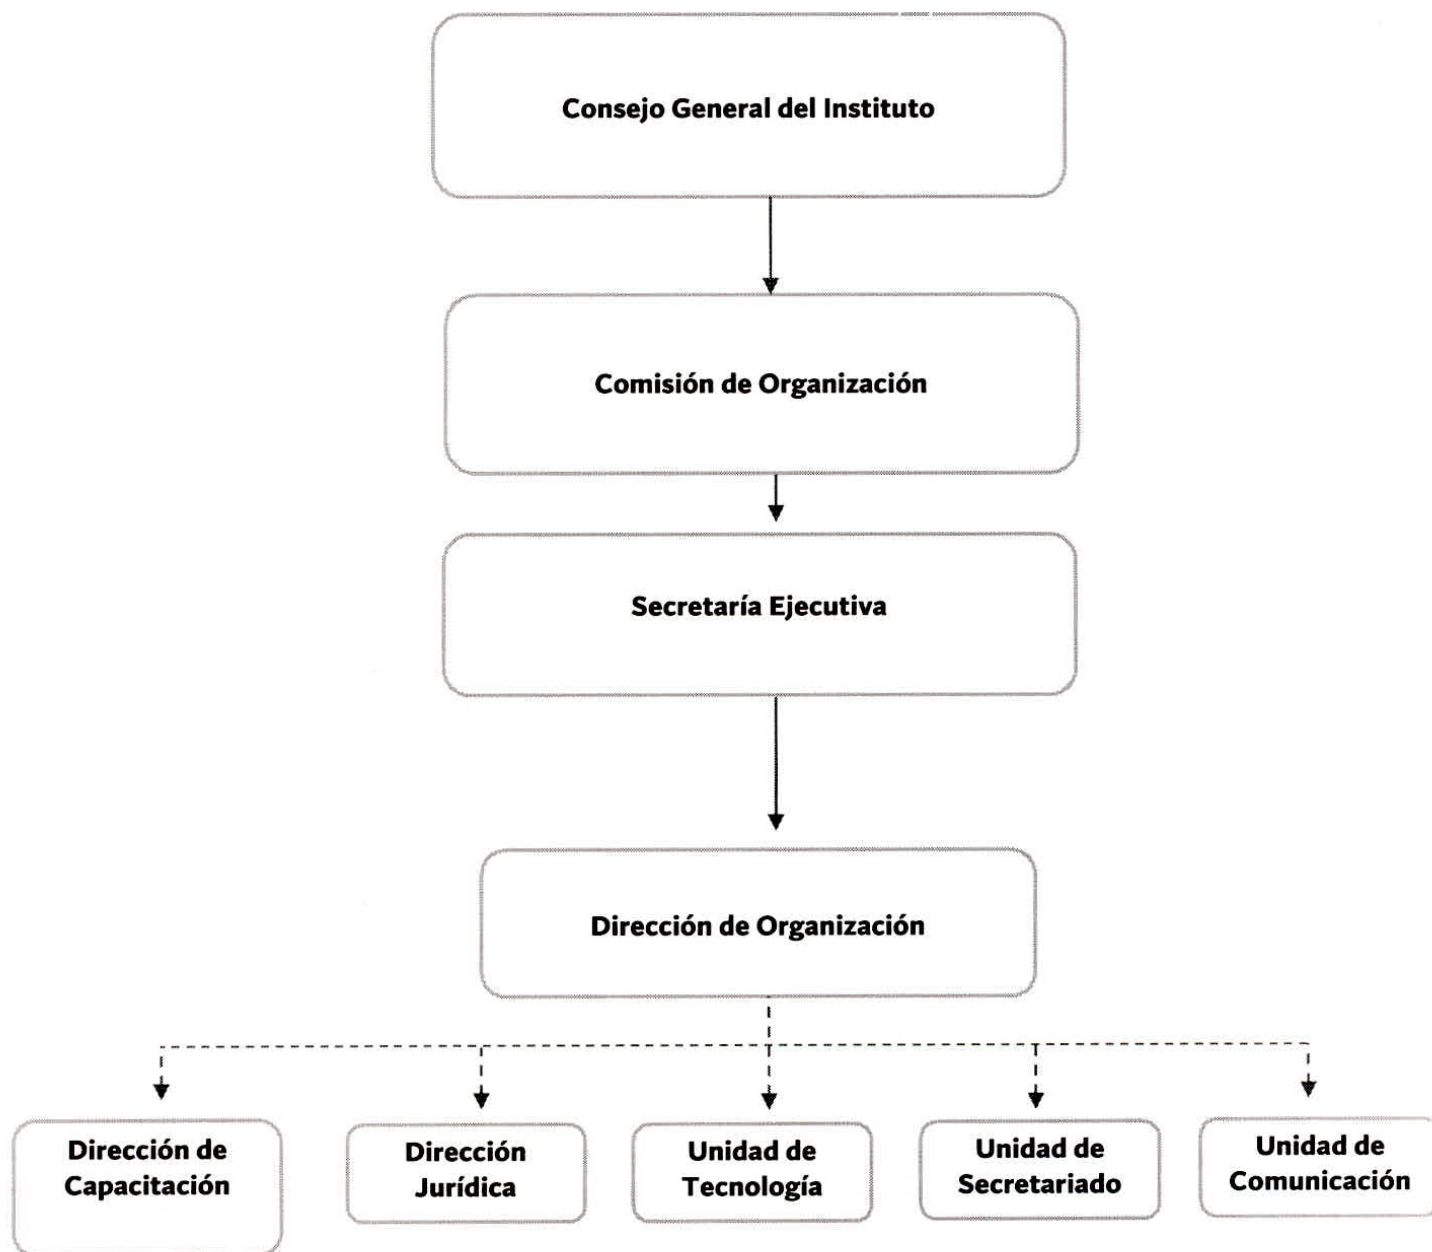 Consejo General del Instituto
Comisión de Organización
Secretaría Ejecutiva
Dirección de Organización
Dirección de
Capacitación
Dirección
Jurídica
Unidad de
Tecnología
Unidad de
Secretariado
Unidad de
Comunicación